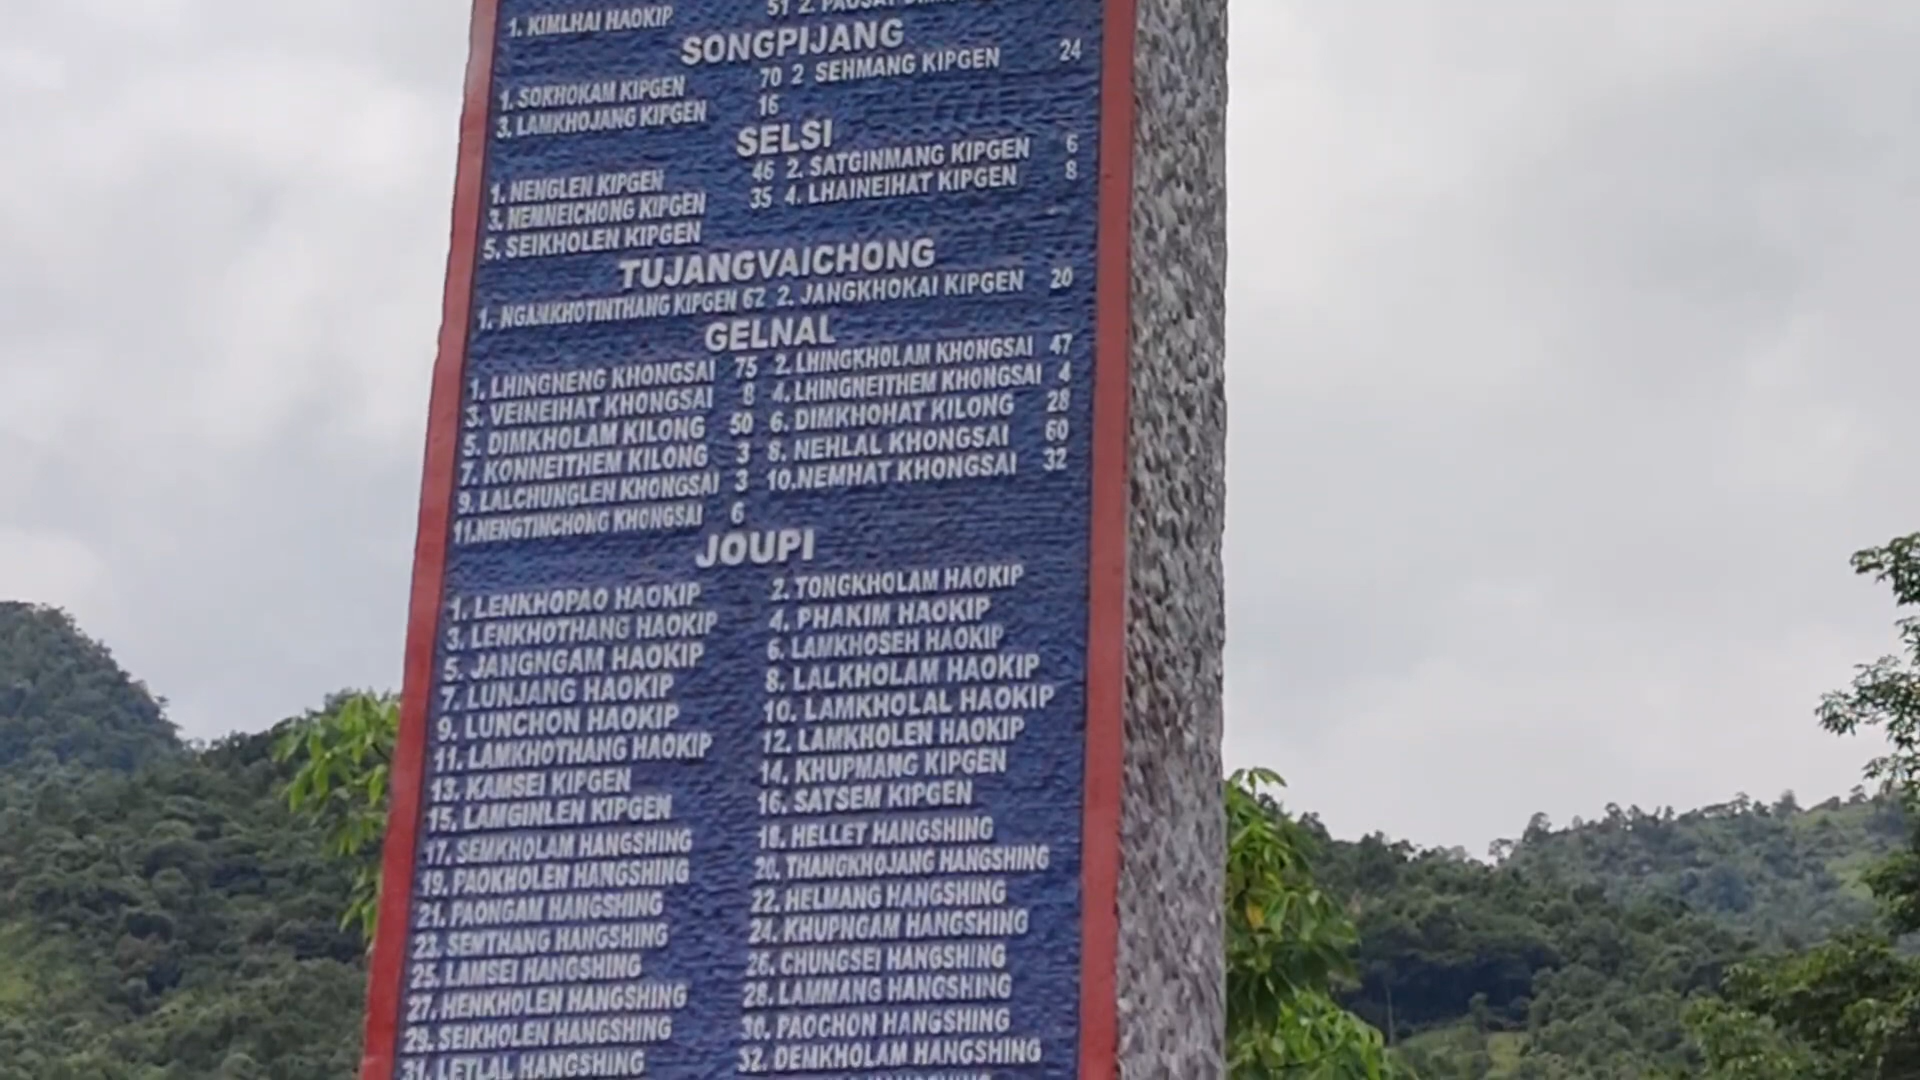 1. KIMLHAI HAOKIP 51 2.
SONGPIJANG
1. SOKHOKAM KIPGEN 70 2 SEHMANG KIPGEN 24
3. LAMKHOJANG KIPGEN 16
SELSI
1. NENGLEN KIPGEN 46 2. SATGINMANG KIPGEN 6
3. NEMNEICHONG KIPGEN 35 4. LHAINEIHAT KIPGEN 8
5. SEIKHOLEN KIPGEN
TUJANGVAICHONG
1. NGAMKHOTINTHANG KIPGEN 62 2. JANGKHOKAI KIPGEN 20
GELNAL
1. LHINGNENG KHONGSAI 75 2. LHINGKHOLAM KHONGSAI 47
3. VEINEIHAT KHONGSAI 8 4. LHINGNEITHEM KHONGSAI 4
5. DIMKHOLAM KILONG 50 6. DIMKHOHAT KILONG 28
7. KONNEITHEM KILONG 3 8. NEHLAL KHONGSAI 60
9. LALCHUNGLEN KHONGSAI 3 10.NEMHAT KHONGSAI 32
11.NENGTINCHONG KHONGSAI 6
JOUPI
1. LENKHOPAO HAOKIP 2. TONGKHOLAM HAOKIP
3. LENKHOTHANG HAOKIP 4. PHAKIM HAOKIP
5. JANGNGAM HAOKIP 6. LAMKHOSEH HAOKIP
7. LUNJANG HAOKIP 8. LALKHOLAM HAOKIP
9. LUNCHON HAOKIP 10. LAMKHOLAL HAOKIP
11. LAMKHOTHANG HAOKIP 12. LAMKHOLEN HAOKIP
13. KAMSEI KIPGEN 14. KHUPMANG KIPGEN
15. LAMGINLEN KIPGEN 16. SATSEM KIPGEN
17. SEMKHOLAM HANGSHING 18. HELLET HANGSHING
19. PAOKHOLEN HANGSHING 20. THANGKHOJANG HANGSHING
21. PAONGAM HANGSHING 22. HELMANG HANGSHING
23. SEMTHANG HANGSHING 24. KHUPNGAM HANGSHING
25. LAMSEI HANGSHING 26. CHUNGSEI HANGSHING
27. HENKHOLEN HANGSHING 28. LAMMANG HANGSHING
29. SEIKHOLEN HANGSHING 30. PAOCHON HANGSHING
31. LETLAL HANGSHING 32. DEMKHOLAM HANGSHING